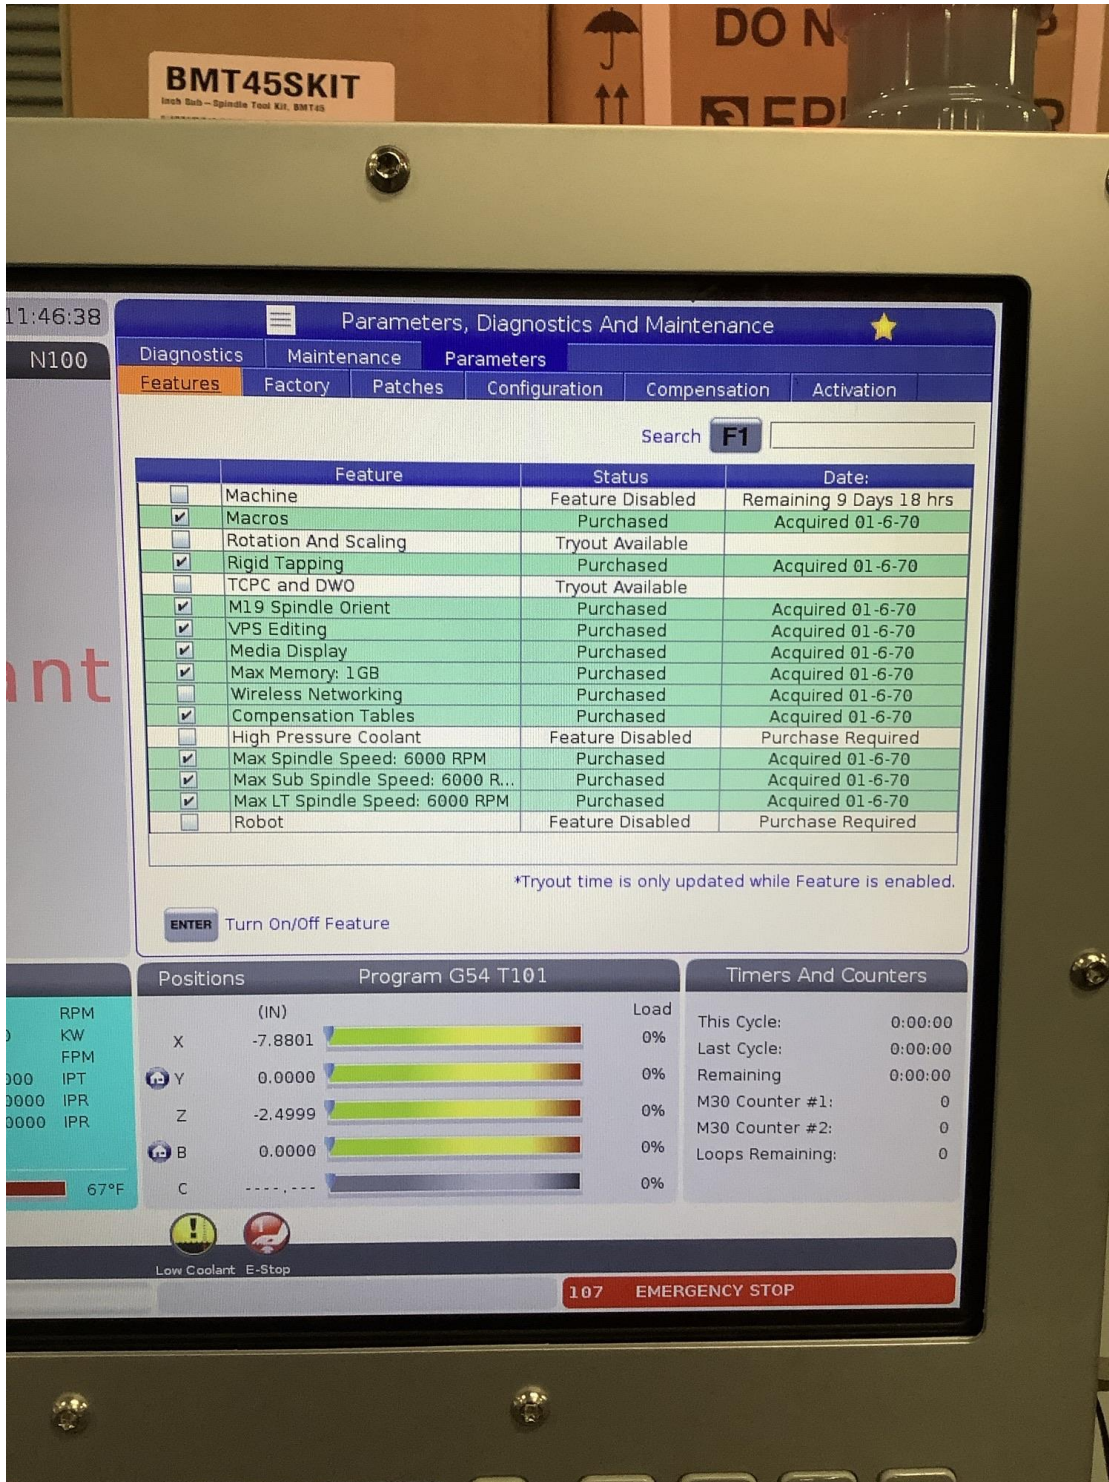 BMT45SKIT
Inch Sub-Spindle Tool Kit, BMT45
DO N
P
11:46:38
N100
Parameters, Diagnostics And Maintenance
Diagnostics Maintenance Parameters
Features Factory Patches Configuration Compensation Activation
Search F1
Feature Status Date:
Machine Feature Disabled Remaining 9 Days 18 hrs
Macros Purchased Acquired 01-6-70
Rotation And Scaling Tryout Available
Rigid Tapping Purchased Acquired 01-6-70
TCPC and DWO Tryout Available
M19 Spindle Orient Purchased Acquired 01-6-70
VPS Editing Purchased Acquired 01-6-70
Media Display Purchased Acquired 01-6-70
Max Memory: 1GB Purchased Acquired 01-6-70
Wireless Networking Purchased Acquired 01-6-70
Compensation Tables Purchased Acquired 01-6-70
High Pressure Coolant Feature Disabled Purchase Required
Max Spindle Speed: 6000 RPM Purchased Acquired 01-6-70
Max Sub Spindle Speed: 6000 R... Purchased Acquired 01-6-70
Max LT Spindle Speed: 6000 RPM Purchased Acquired 01-6-70
Robot Feature Disabled Purchase Required
ant
*Tryout time is only updated while Feature is enabled.
ENTER Turn On/Off Feature
RPM
KW
FPM
000 IPT
0000 IPR
0000 IPR
67°F
Positions Program G54 T101
(IN) Load
X -7.8801 0%
Y 0.0000 0%
Z -2.4999 0%
B 0.0000 0%
C ----.--- 0%
Timers And Counters
This Cycle: 0:00:00
Last Cycle: 0:00:00
Remaining 0:00:00
M30 Counter #1: 0
M30 Counter #2: 0
Loops Remaining: 0
Low Coolant E-Stop
107 EMERGENCY STOP